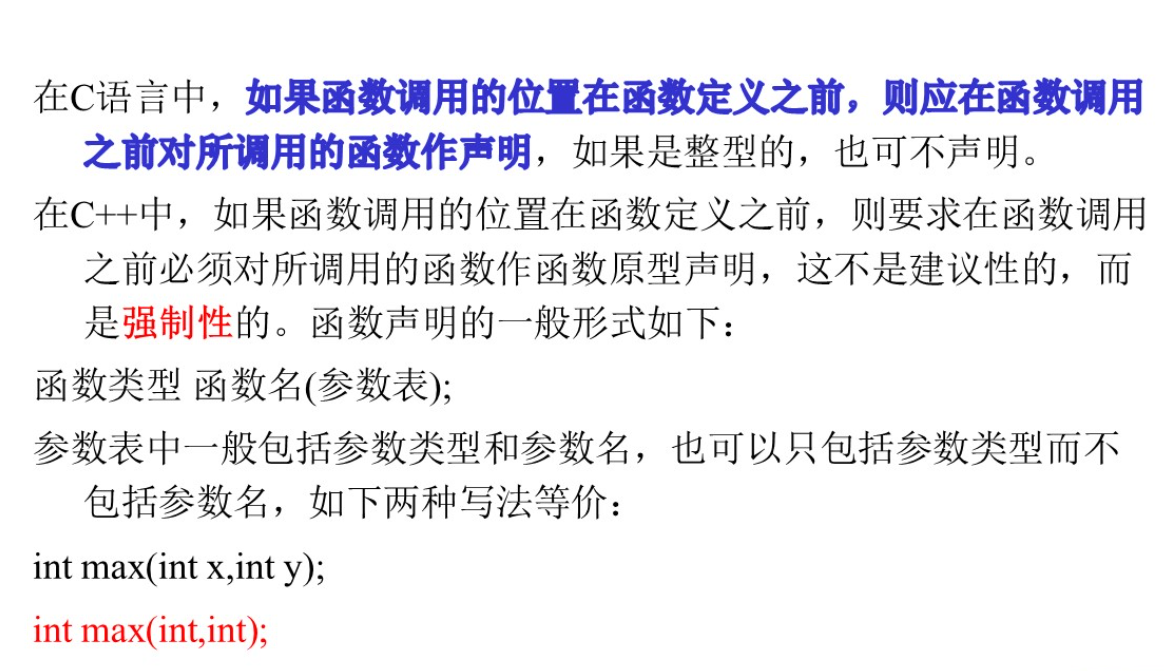 在C语言中，如果函数调用的位置在函数定义之前，则应在函数调用
之前对所调用的函数作声明，如果是整型的，也可不声明。
在C++中，如果函数调用的位置在函数定义之前，则要求在函数调用
之前必须对所调用的函数作函数原型声明，这不是建议性的，而
是强制性的。函数声明的一般形式如下：
函数类型 函数名(参数表);
参数表中一般包括参数类型和参数名，也可以只包括参数类型而不
包括参数名，如下两种写法等价：
int max(int x,int y);
int max(int,int);